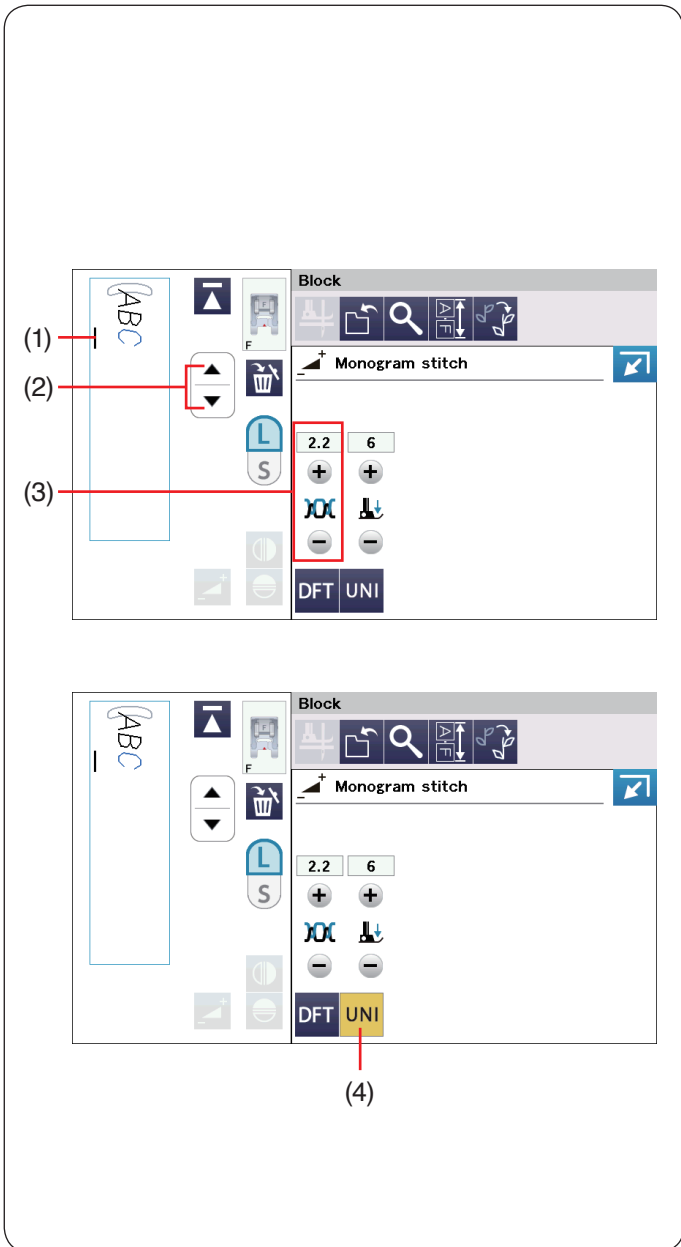 Block
A
F
F
(1)
ABC
Monogram stitch
(2)
L
S
2.2 6
(3)
DFT UNI
Block
A
F
F
ABC
Monogram stitch
L
S
2.2 6
DFT UNI
(4)